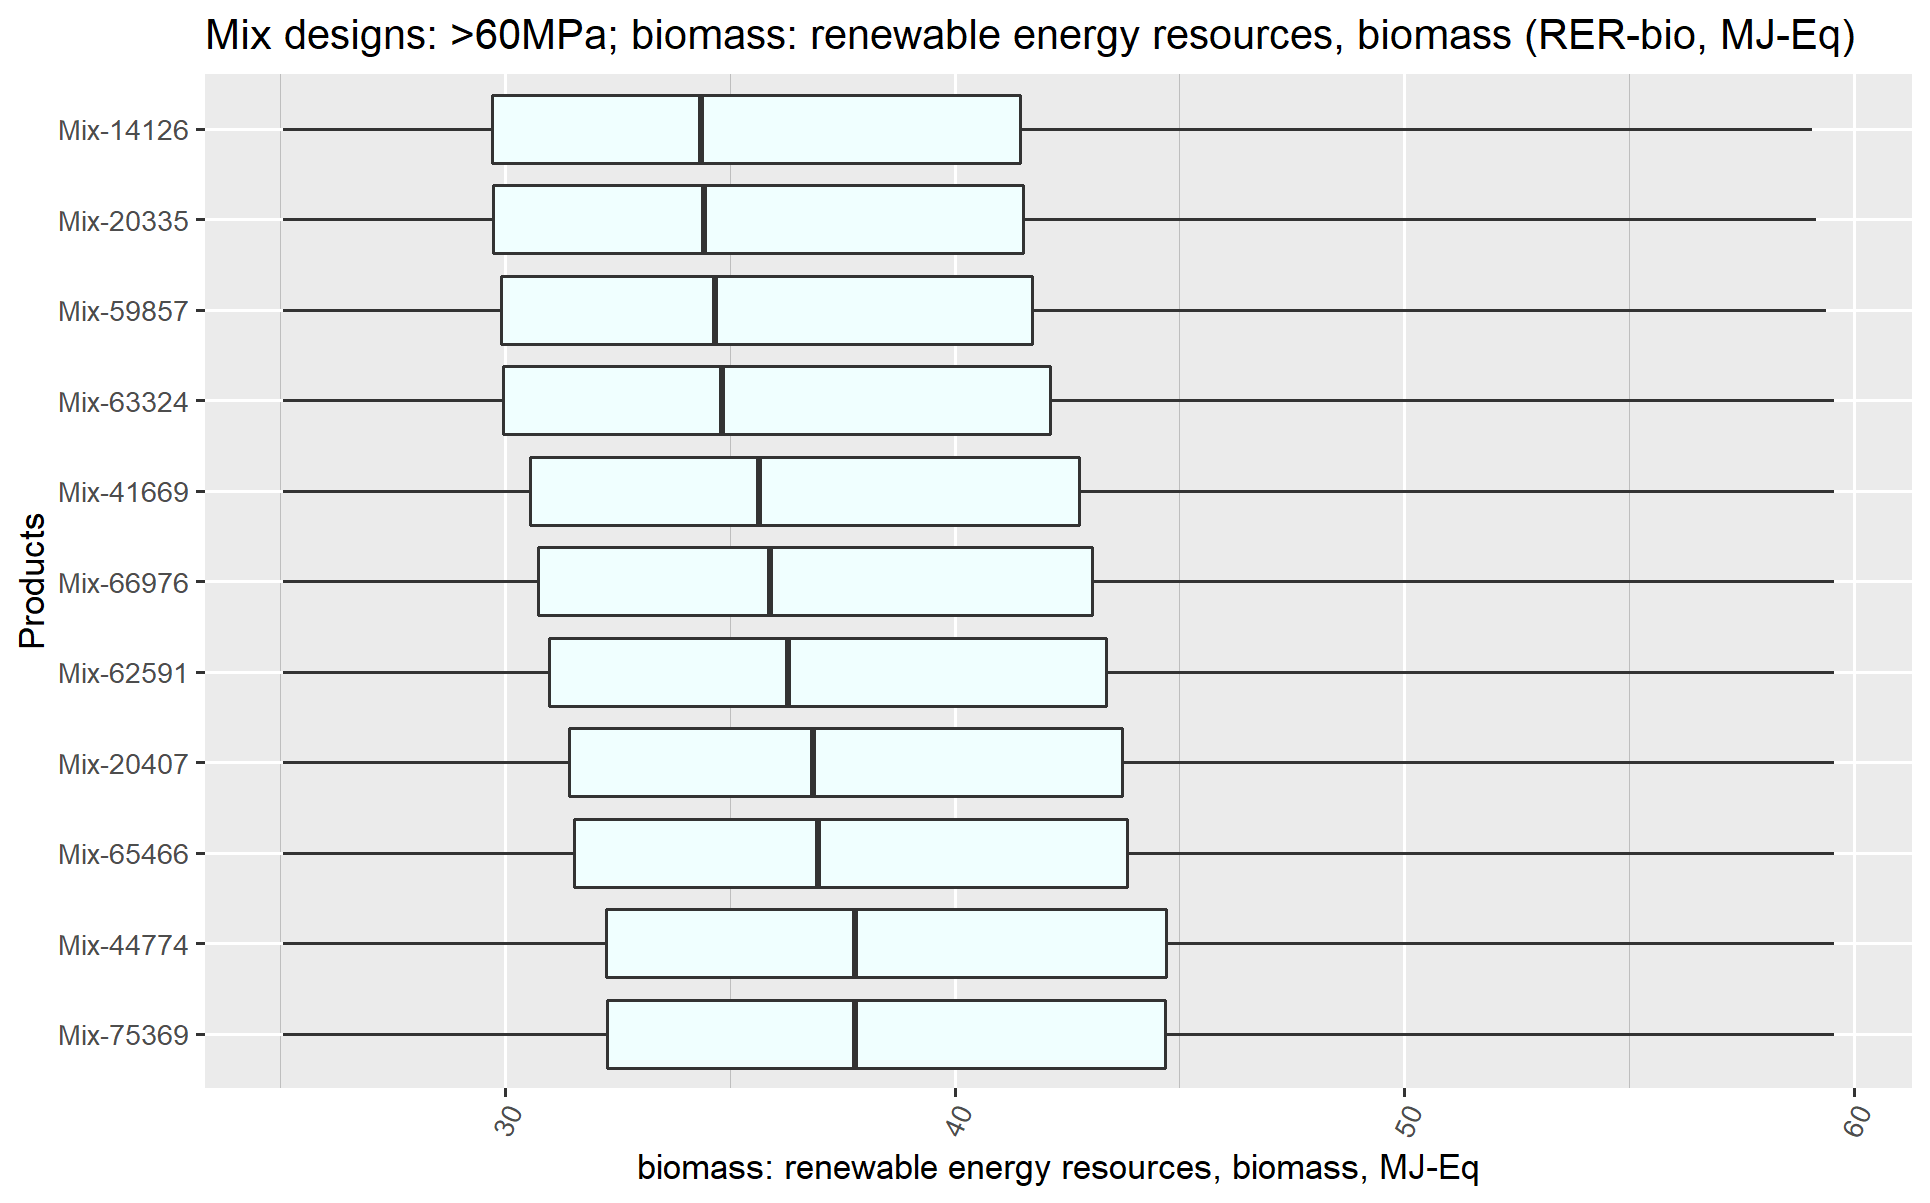 Mix designs: >60MPa; biomass: renewable energy resources, biomass (RER-bio, MJ-Eq)
Products
Mix-14126
Mix-20335
Mix-59857
Mix-63324
Mix-41669
Mix-66976
Mix-62591
Mix-20407
Mix-65466
Mix-44774
Mix-75369
30 40 50 60
biomass: renewable energy resources, biomass, MJ-Eq